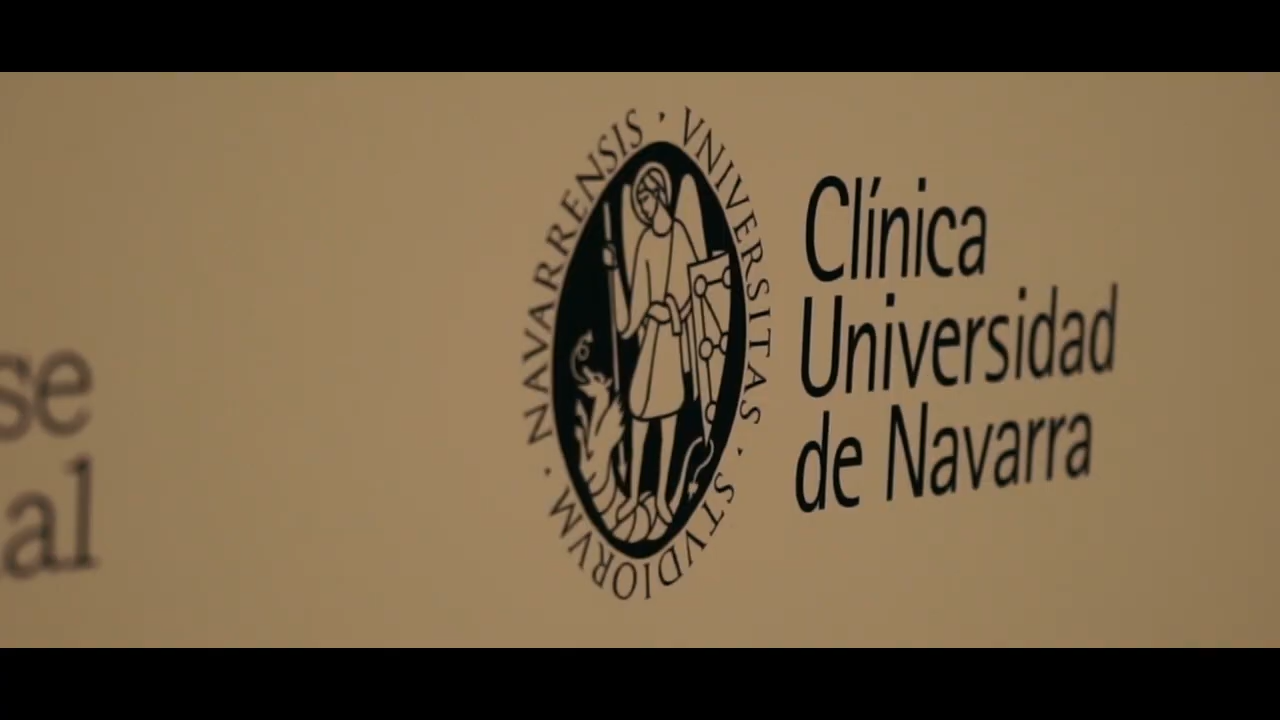 se
al
VNIVERSITAS · STVDIORVM · NAVARRENSIS ·
Clínica
Universidad
de Navarra